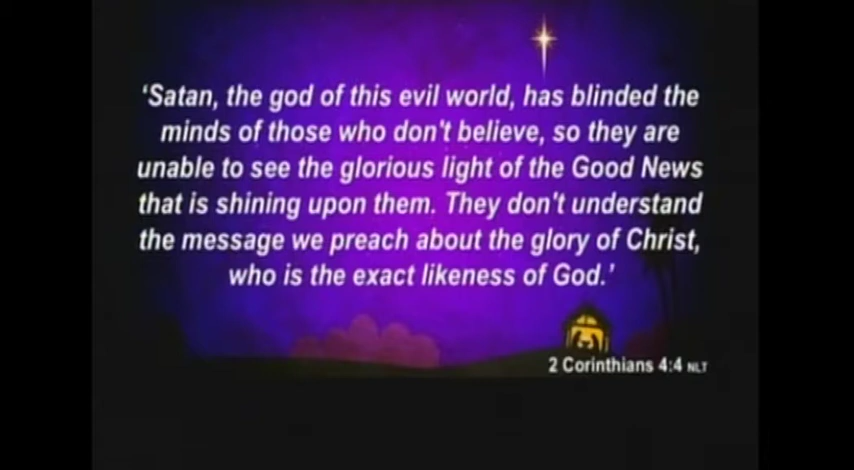 ‘Satan, the god of this evil world, has blinded the
minds of those who don't believe, so they are
unable to see the glorious light of the Good News
that is shining upon them. They don't understand
the message we preach about the glory of Christ,
who is the exact likeness of God.’
2 Corinthians 4:4 NLT